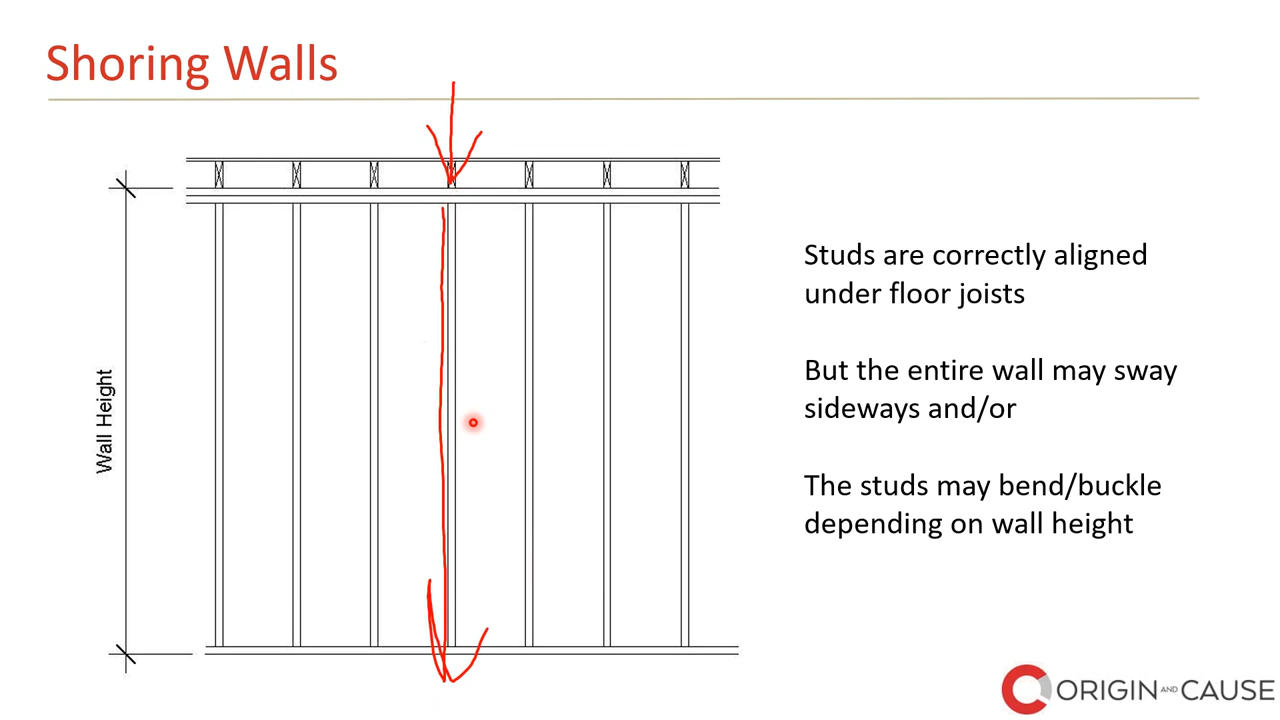 Shoring Walls
Wall Height
Studs are correctly aligned
under floor joists
But the entire wall may sway
sideways and/or
The studs may bend/buckle
depending on wall height
ORIGIN AND CAUSE